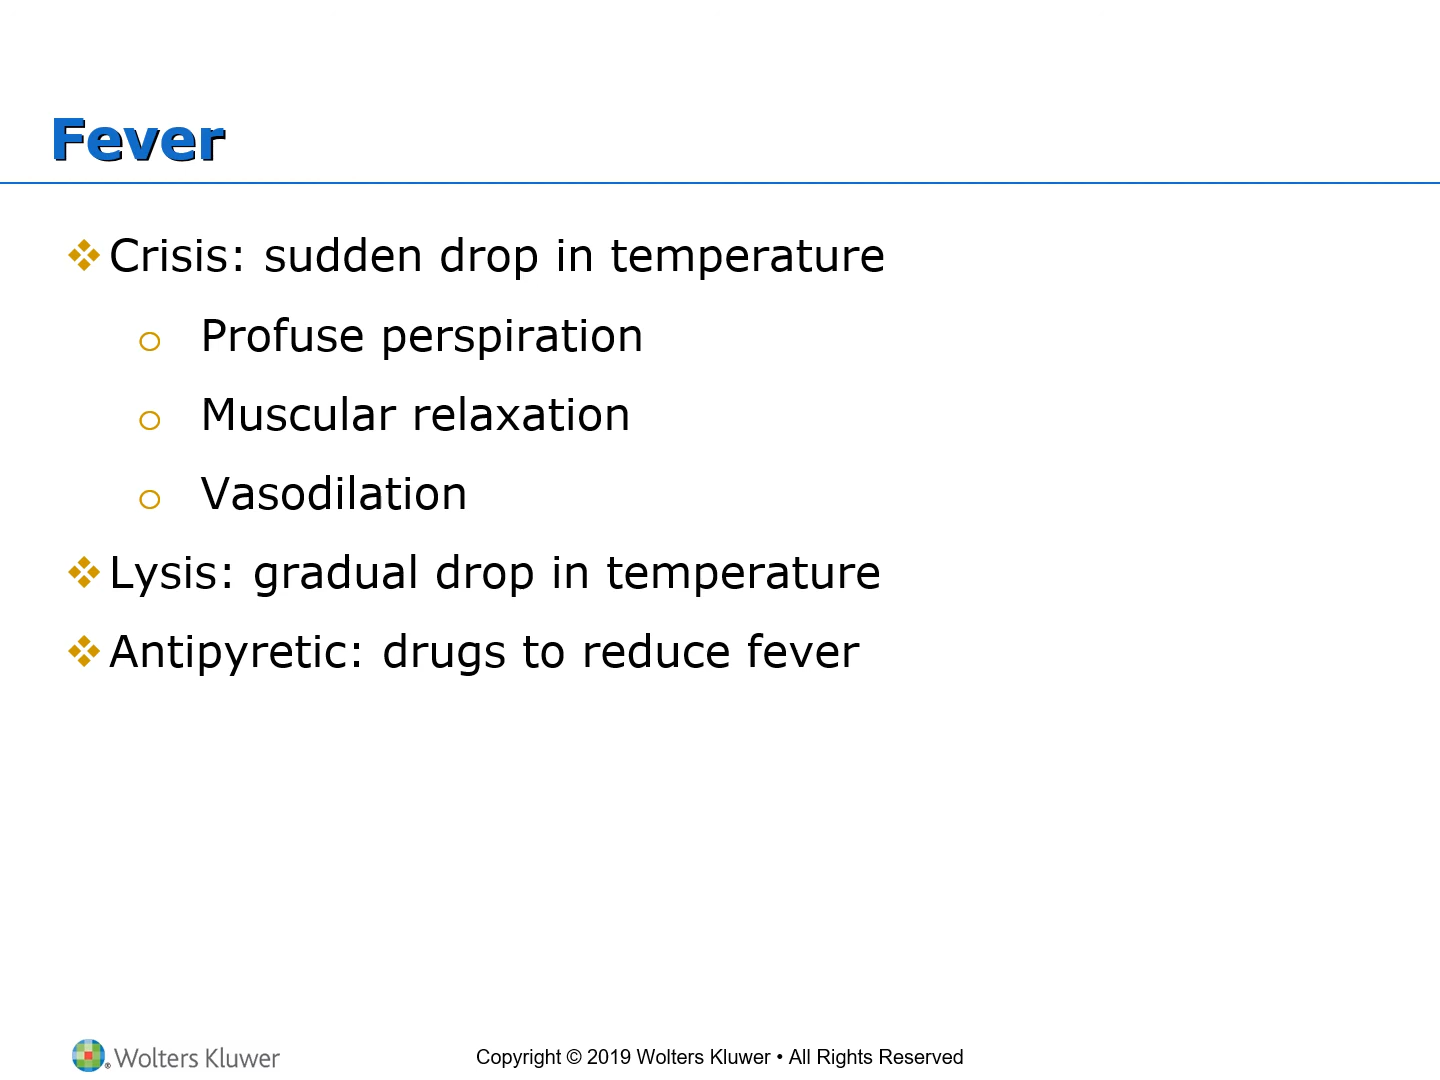 Fever
❖ Crisis: sudden drop in temperature
o Profuse perspiration
o Muscular relaxation
o Vasodilation
❖ Lysis: gradual drop in temperature
❖ Antipyretic: drugs to reduce fever
® Wolters Kluwer
Copyright © 2019 Wolters Kluwer • All Rights Reserved